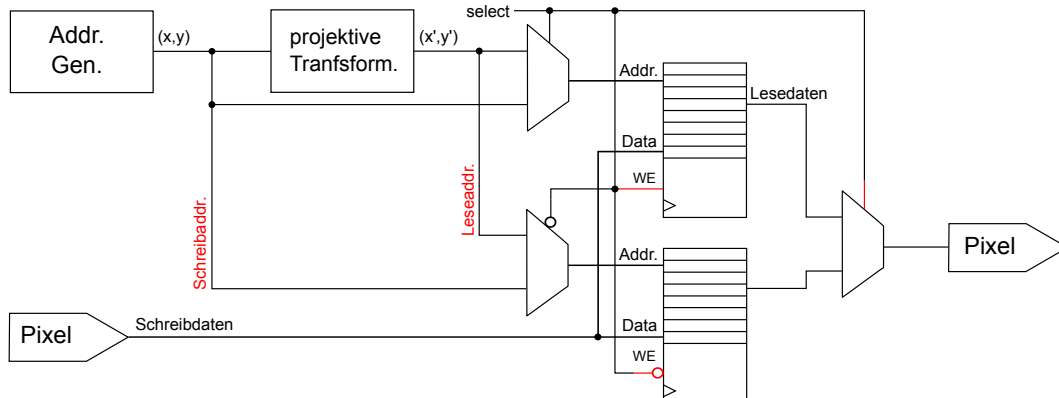 select
Addr.
Gen.
(x,y)
projektive
Tranfsform.
(x',y')
Addr.
Lesedaten
Data
WE
Schreibaddr.
Leseaddr.
Addr.
Pixel
Pixel
Schreibdaten
Data
WE